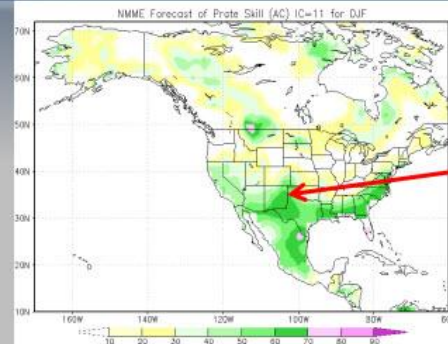 NMME Forecast of Prate Skill (AC) IC=11 for DJF
70N
60N
50N
40N
30N
20N
10N
160W 140W 120W 100W 80W 60
10 20 30 40 50 60 70 80 90